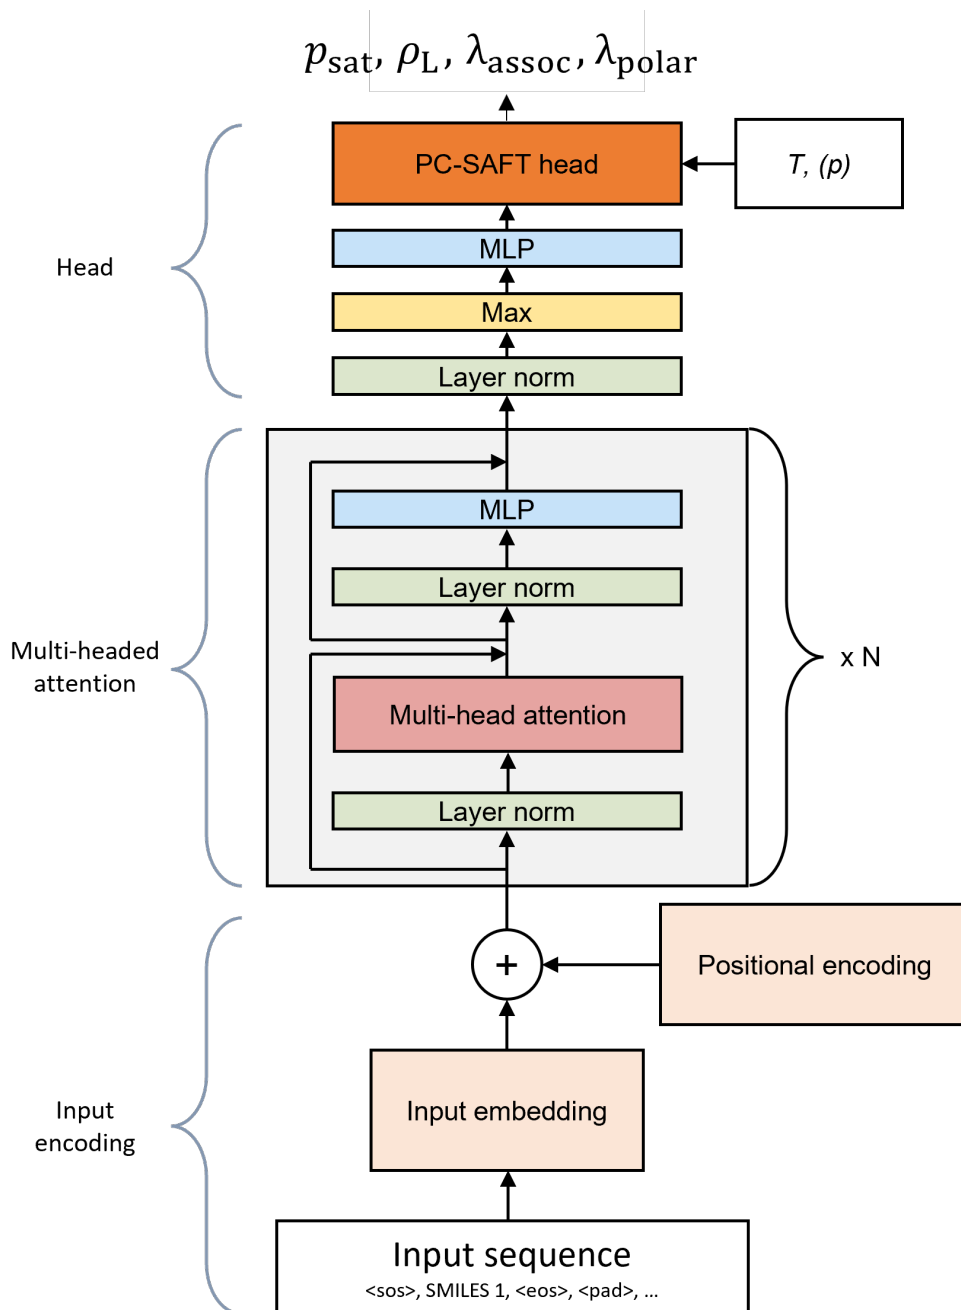 p_sat, ρ_L, λ_assoc, λ_polar
PC-SAFT head
T, (p)
MLP
Head
Max
Layer norm
MLP
Layer norm
Multi-headed
attention
x N
Multi-head attention
Layer norm
+
Positional encoding
Input embedding
Input
encoding
Input sequence
<sos>, SMILES 1, <eos>, <pad>, ...